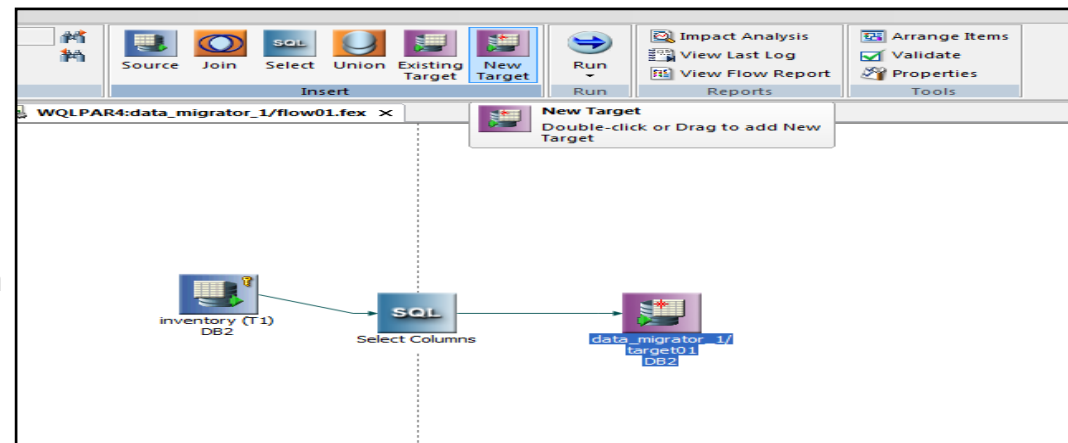 Source Join SQL Select Union Existing Target New Target
Insert
Run
Run
Impact Analysis
View Last Log
View Flow Report
Reports
Arrange Items
Validate
Properties
Tools
WQLPAR4:data_migrator_1/flow01.fex ×
New Target
Double-click or Drag to add New
Target
inventory (T1)
DB2
SQL
Select Columns
data_migrator_1/
target01
DB2